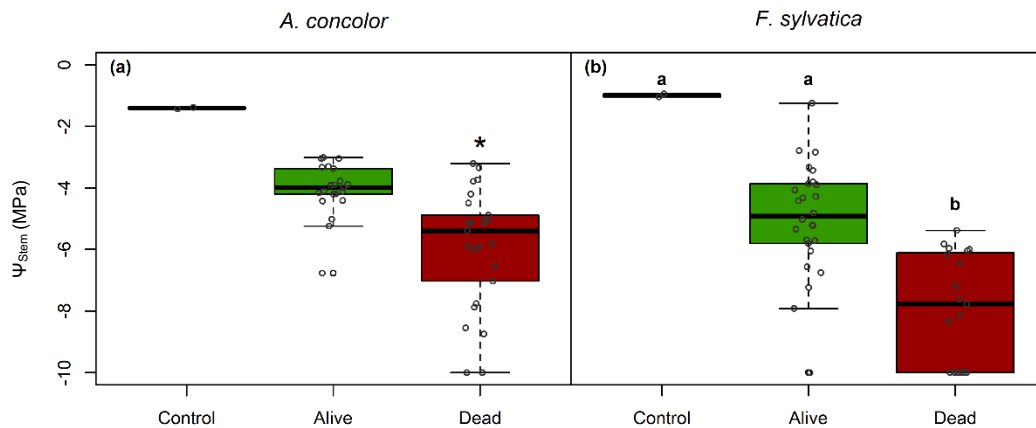 A. concolor
F. sylvatica
(a)
(b)
a
a
*
b
0
-2
-4
-6
-8
-10
ΨStem (MPa)
Control
Alive
Dead
Control
Alive
Dead